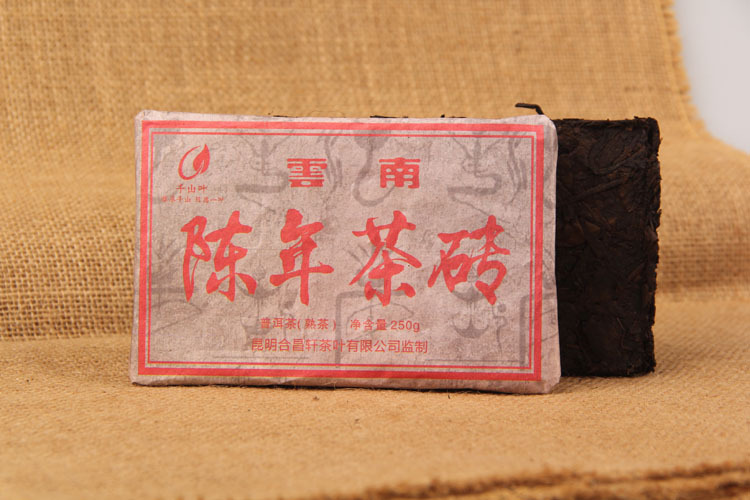 雲南
千山叶
陈年茶砖
普洱茶(熟茶) 净含量250g
昆明合昌轩茶叶有限公司监制